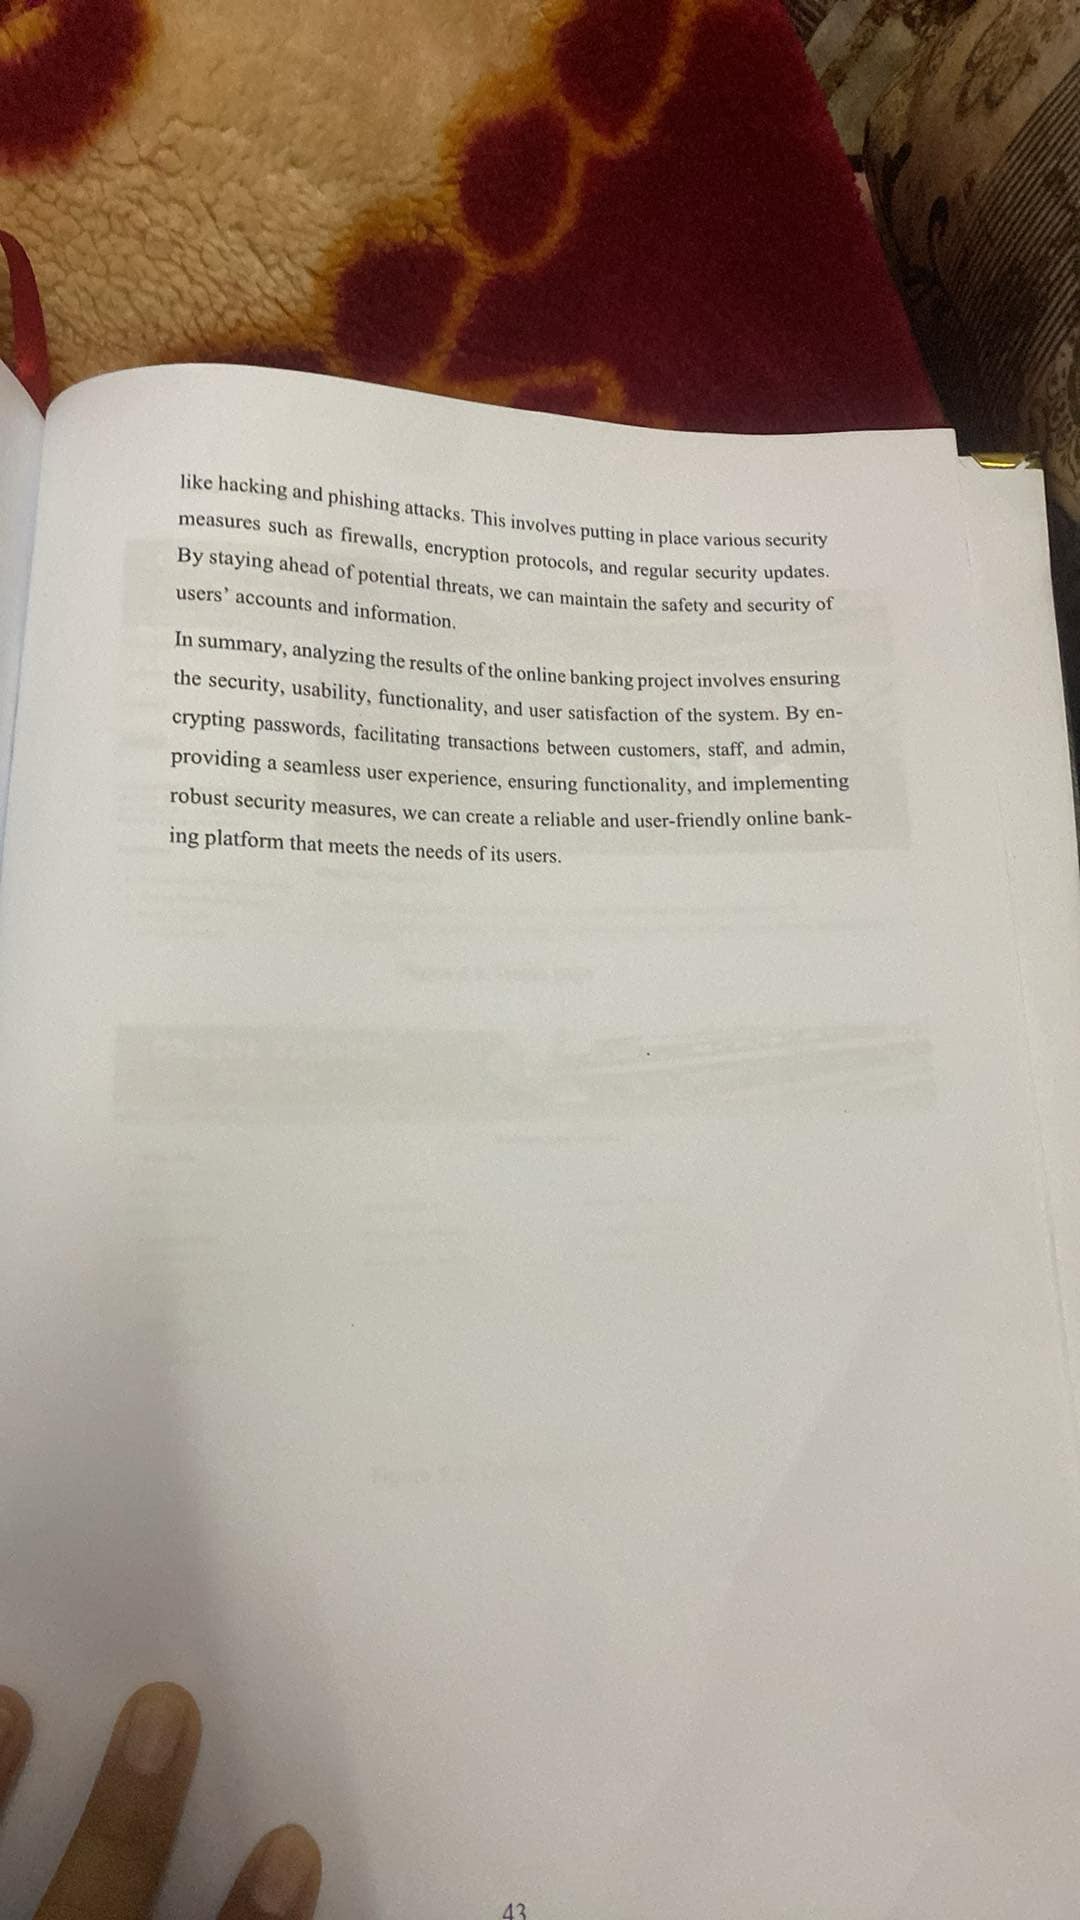 like hacking and phishing attacks. This involves putting in place various security
measures such as firewalls, encryption protocols, and regular security updates.
By staying ahead of potential threats, we can maintain the safety and security of
users’ accounts and information.
In summary, analyzing the results of the online banking project involves ensuring
the security, usability, functionality, and user satisfaction of the system. By en-
crypting passwords, facilitating transactions between customers, staff, and admin,
providing a seamless user experience, ensuring functionality, and implementing
robust security measures, we can create a reliable and user-friendly online bank-
ing platform that meets the needs of its users.
43